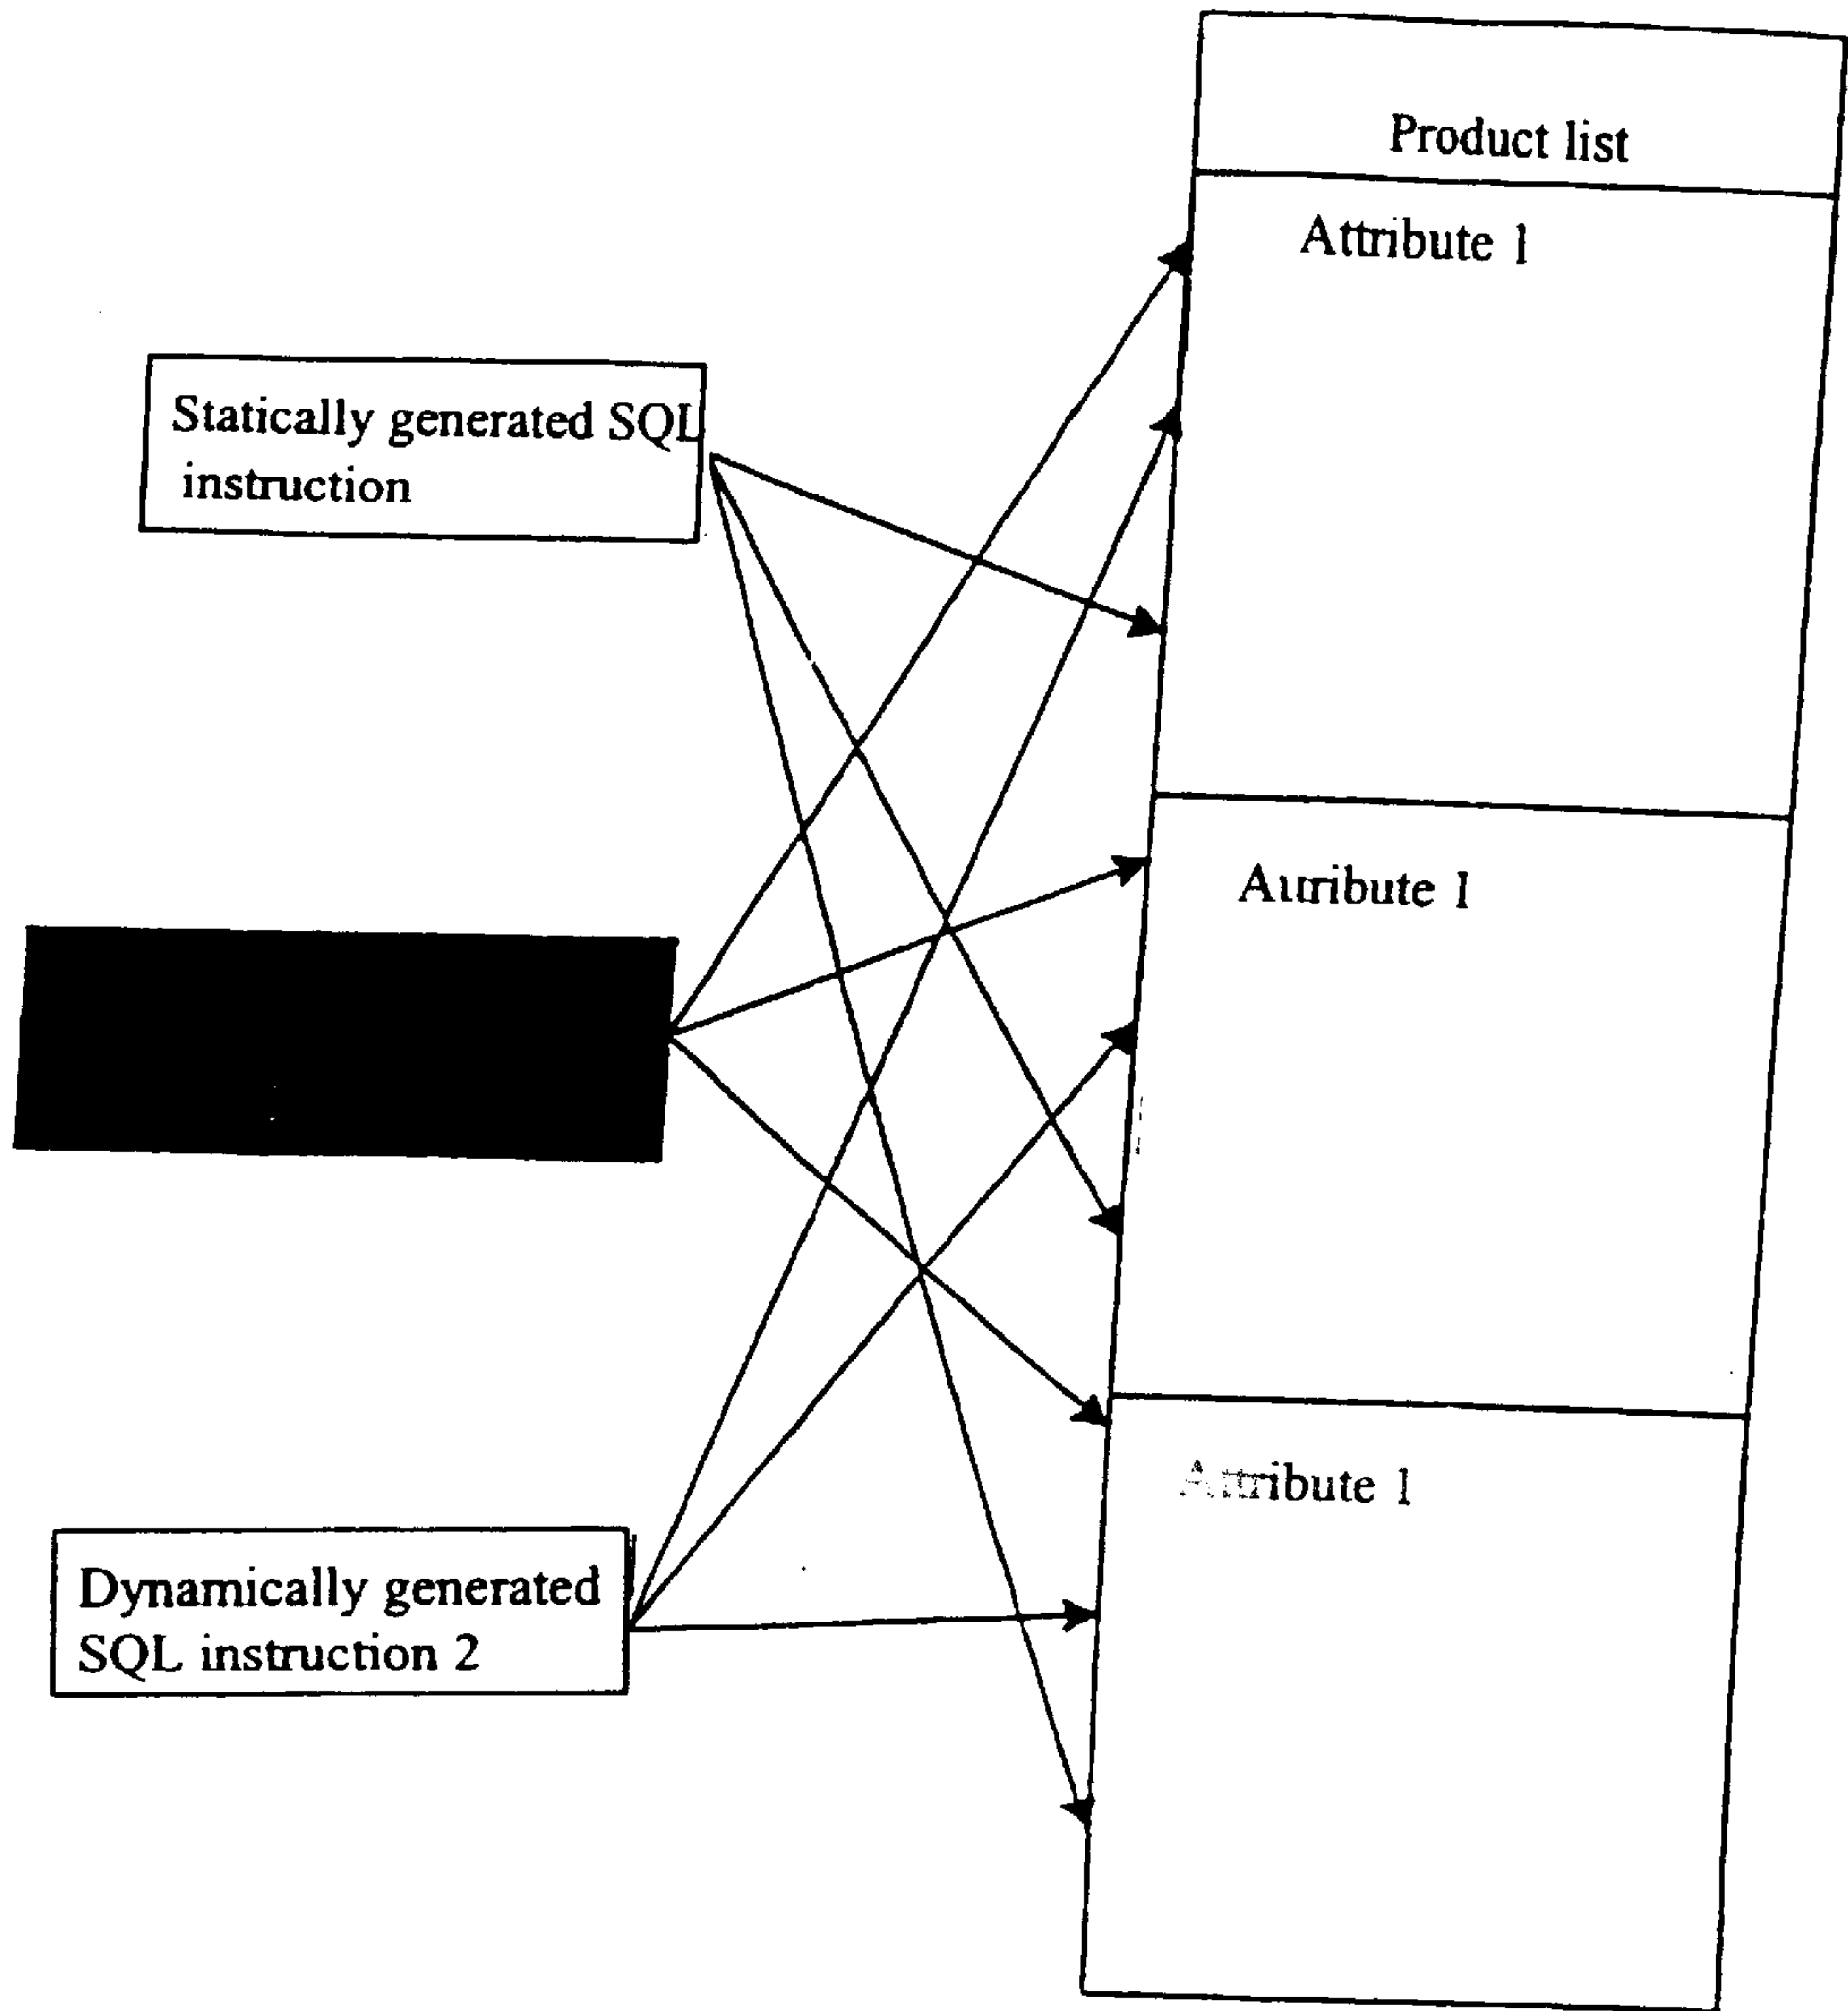 Product list
Attribute 1
Statically generated SQL
instruction
Attribute 1
Attribute 1
Dynamically generated
SQL instruction 2